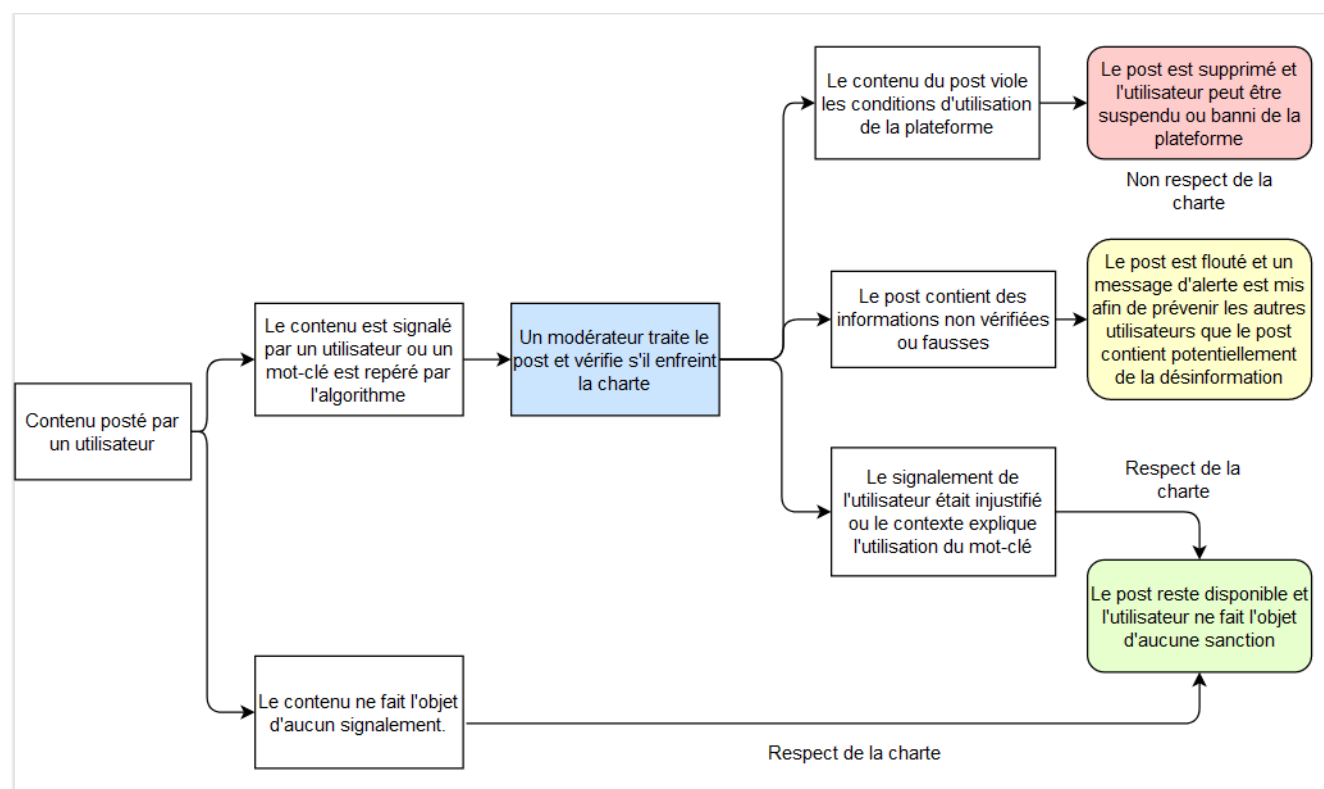 Contenu posté par
un utilisateur
Le contenu est signalé
par un utilisateur ou un
mot-clé est repéré par
l'algorithme
Un modérateur traite le
post et vérifie s'il enfreint
la charte
Le contenu du post viole
les conditions d'utilisation
de la plateforme
Le post est supprimé et
l'utilisateur peut être
suspendu ou banni de la
plateforme
Non respect de la
charte
Le post contient des
informations non vérifiées
ou fausses
Le post est flouté et un
message d'alerte est mis
afin de prévenir les autres
utilisateurs que le post
contient potentiellement
de la désinformation
Le signalement de
l'utilisateur était injustifié
ou le contexte explique
l'utilisation du mot-clé
Respect de la
charte
Le post reste disponible et
l'utilisateur ne fait l'objet
d'aucune sanction
Le contenu ne fait l'objet
d'aucun signalement.
Respect de la charte